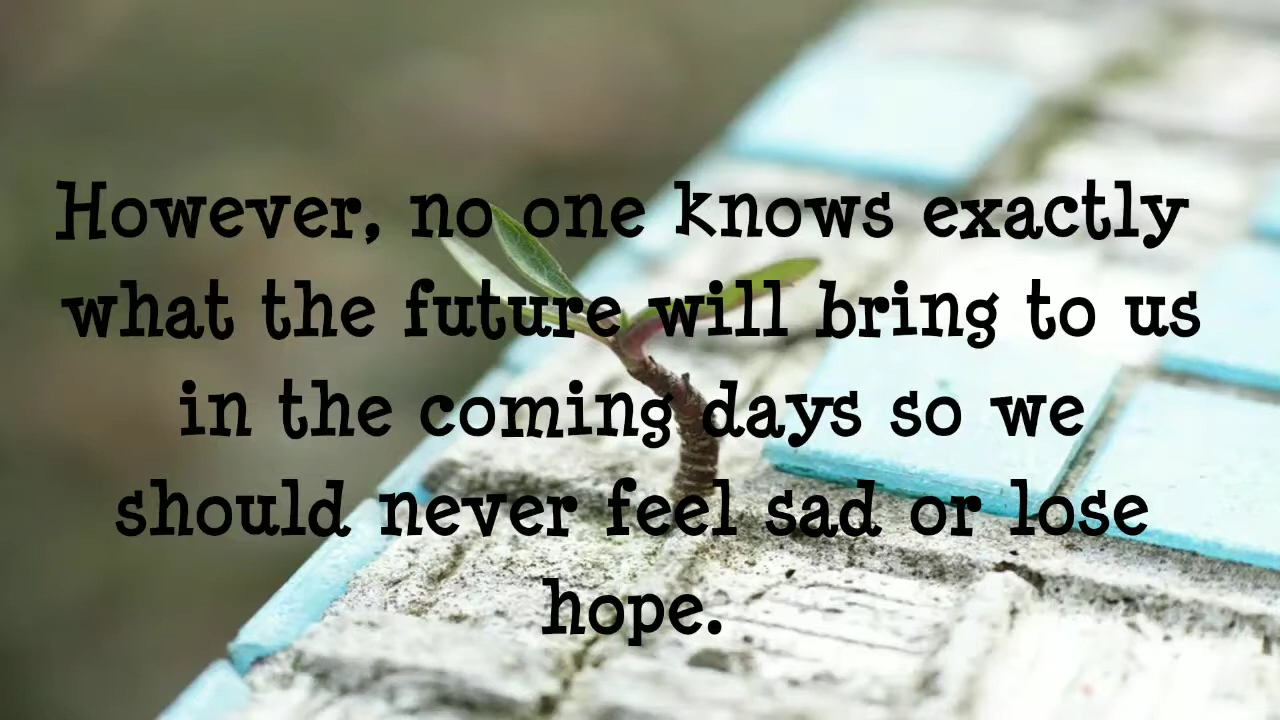 However, no one knows exactly
what the future will bring to us
in the coming days so we
should never feel sad or lose
hope.